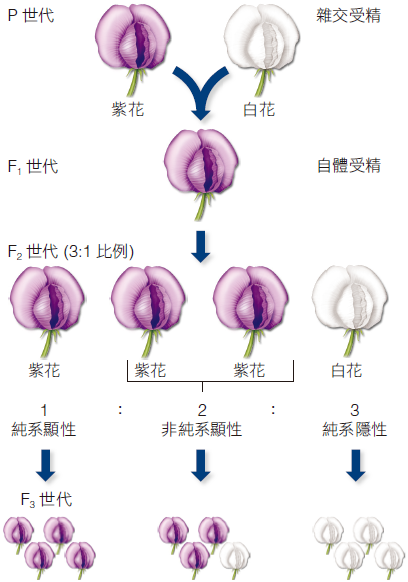 P 世代
雜交受精
紫花
白花
F1 世代
自體受精
F2 世代 (3:1 比例)
紫花
紫花
紫花
白花
1 : 2 : 3
純系顯性
非純系顯性
純系隱性
F3 世代